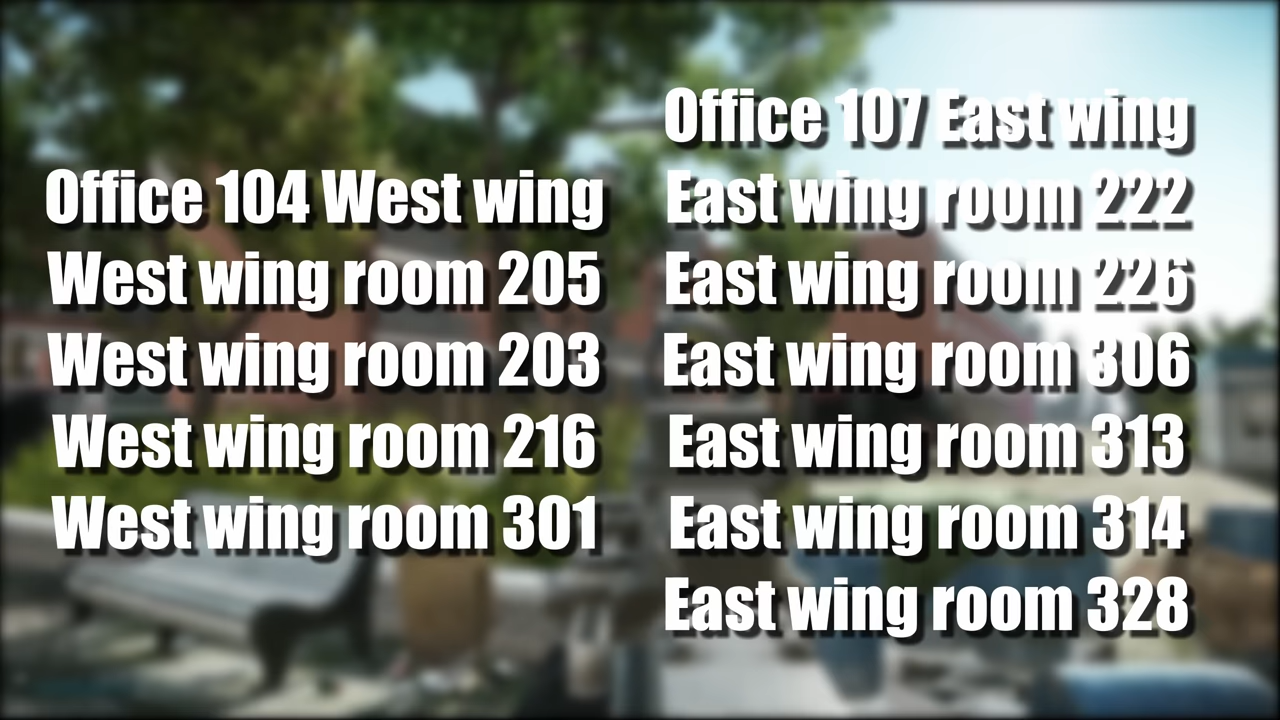 Office 104 West wing
West wing room 205
West wing room 203
West wing room 216
West wing room 301
Office 107 East wing
East wing room 222
East wing room 226
East wing room 306
East wing room 313
East wing room 314
East wing room 328